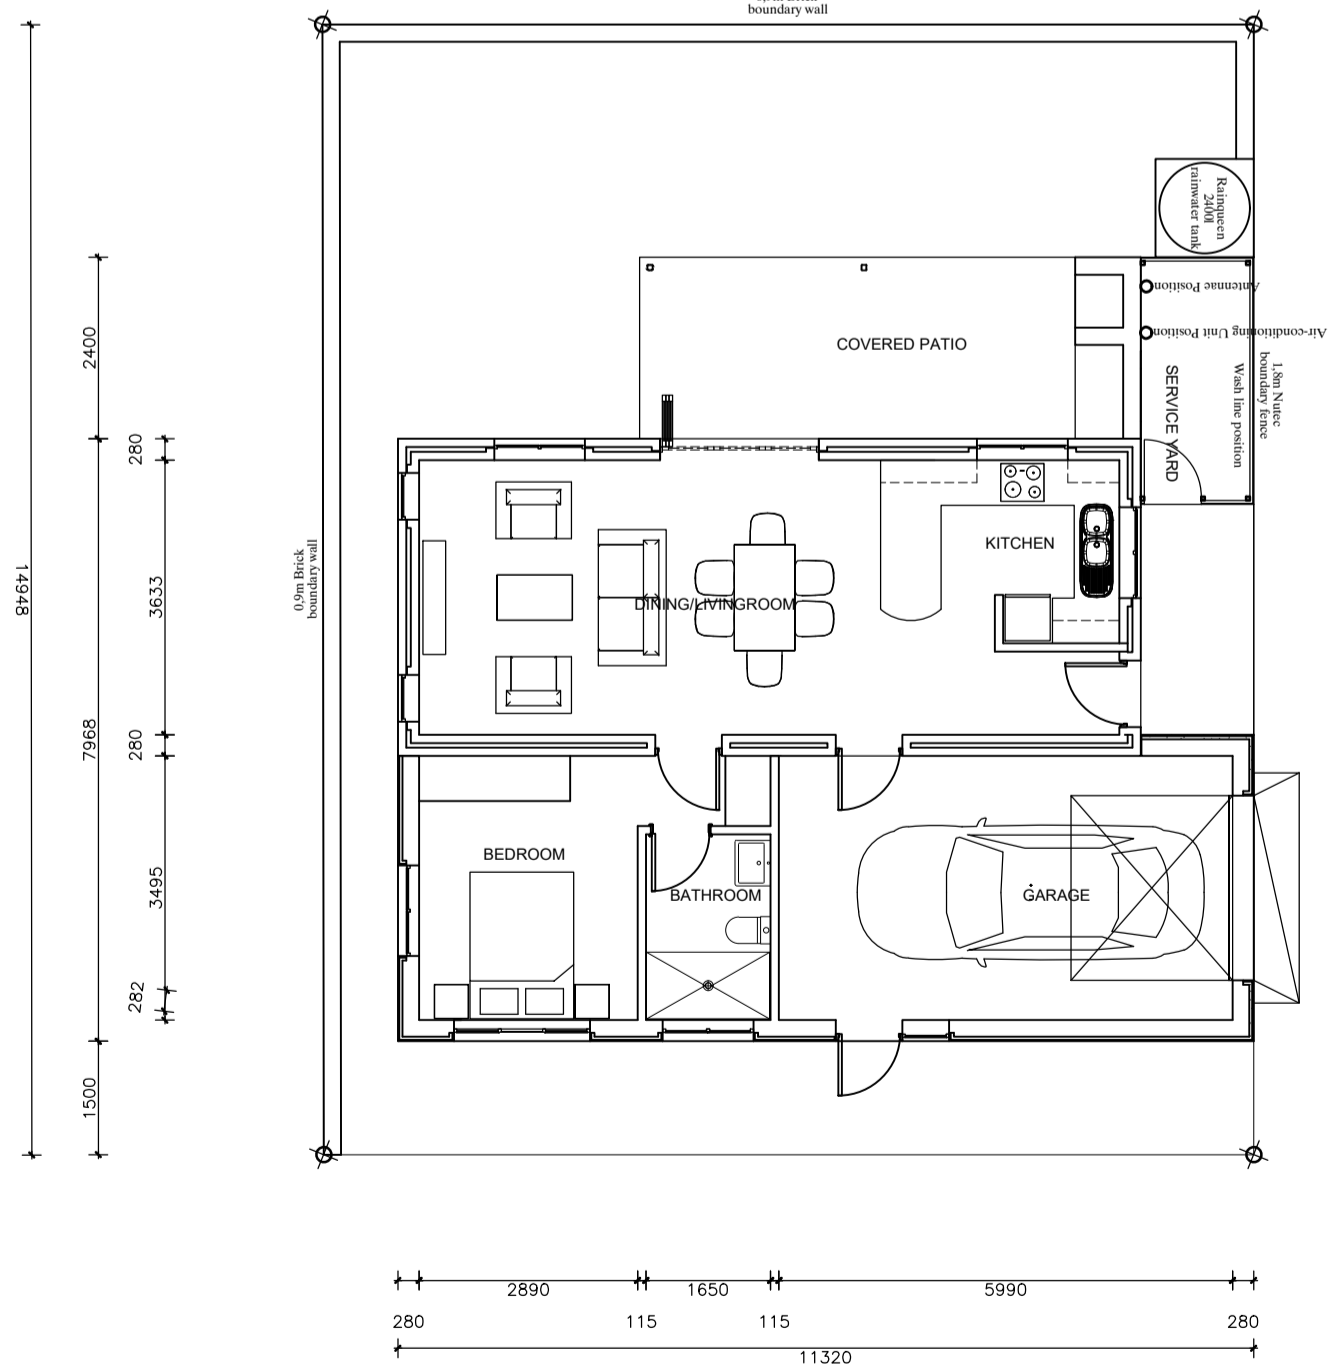 boundary wall
Rainqueen
2400l
rainwater tank
Antennae Position
Air-conditioning Unit Position
COVERED PATIO
SERVICE YARD
Wash line position
1,8m Nutec
boundary fence
0,9m Brick
boundary wall
KITCHEN
DINING/LIVINGROOM
BEDROOM
BATHROOM
GARAGE
14948
2400
7968
1500
280
3633
280
3495
282
2890
1650
5990
280
115
115
280
11320